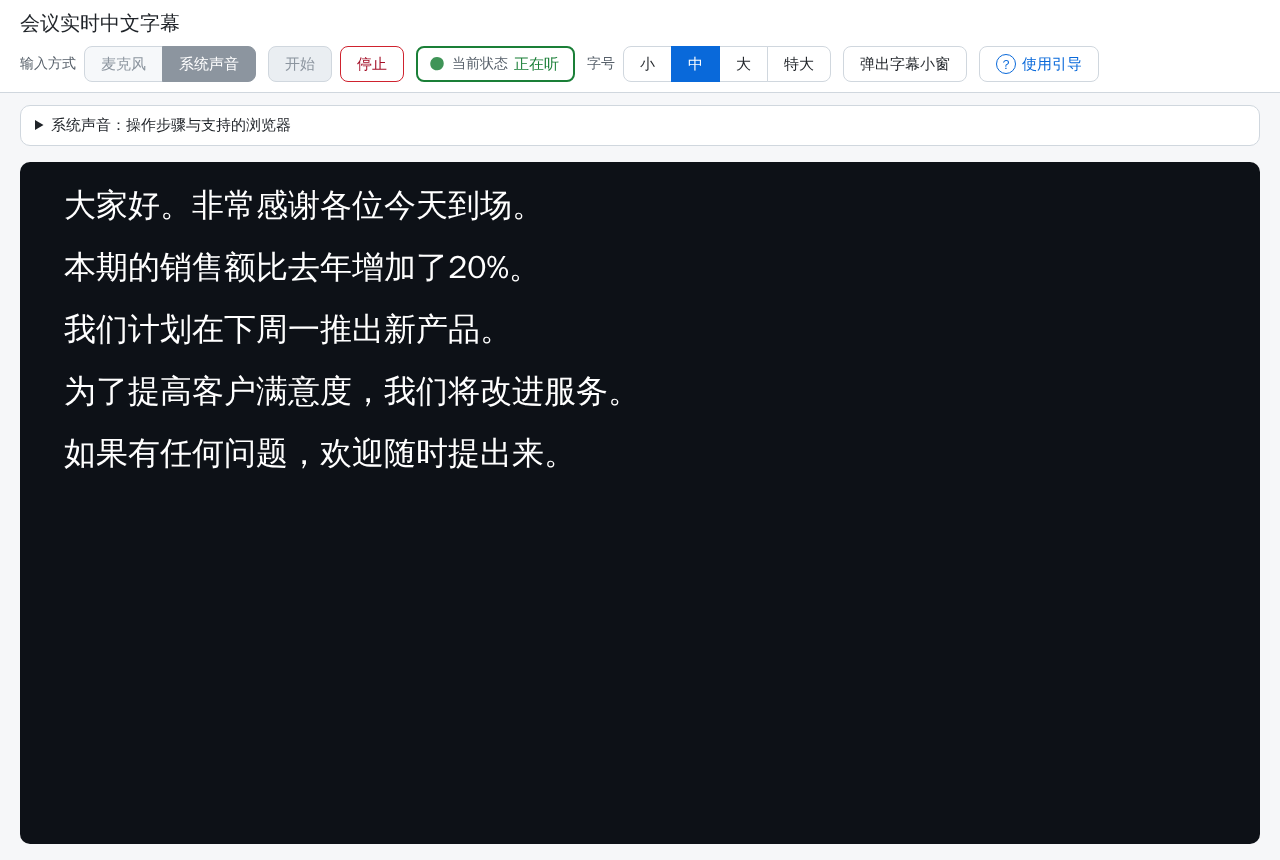 会议实时中文字幕
输入方式 麦克风 系统声音 开始 停止 当前状态 正在听 字号 小 中 大 特大 弹出字幕小窗 ? 使用引导
▶ 系统声音：操作步骤与支持的浏览器
大家好。非常感谢各位今天到场。
本期的销售额比去年增加了20%。
我们计划在下周一推出新产品。
为了提高客户满意度，我们将改进服务。
如果有任何问题，欢迎随时提出来。